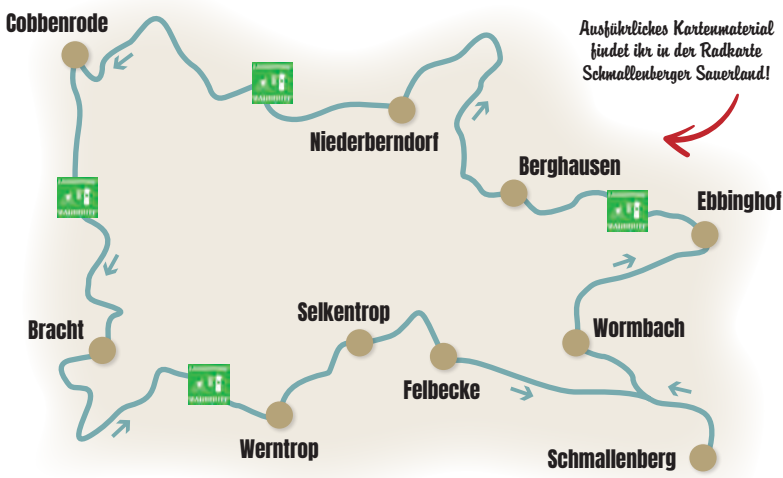 Cobbenrode
Ausführliches Kartenmaterial
findet ihr in der Radkarte
Schmallenberger Sauerland!
Niederberndorf
Berghausen
Ebbinghof
Selkentrop
Bracht
Wormbach
Felbecke
Werntrop
Schmallenberg